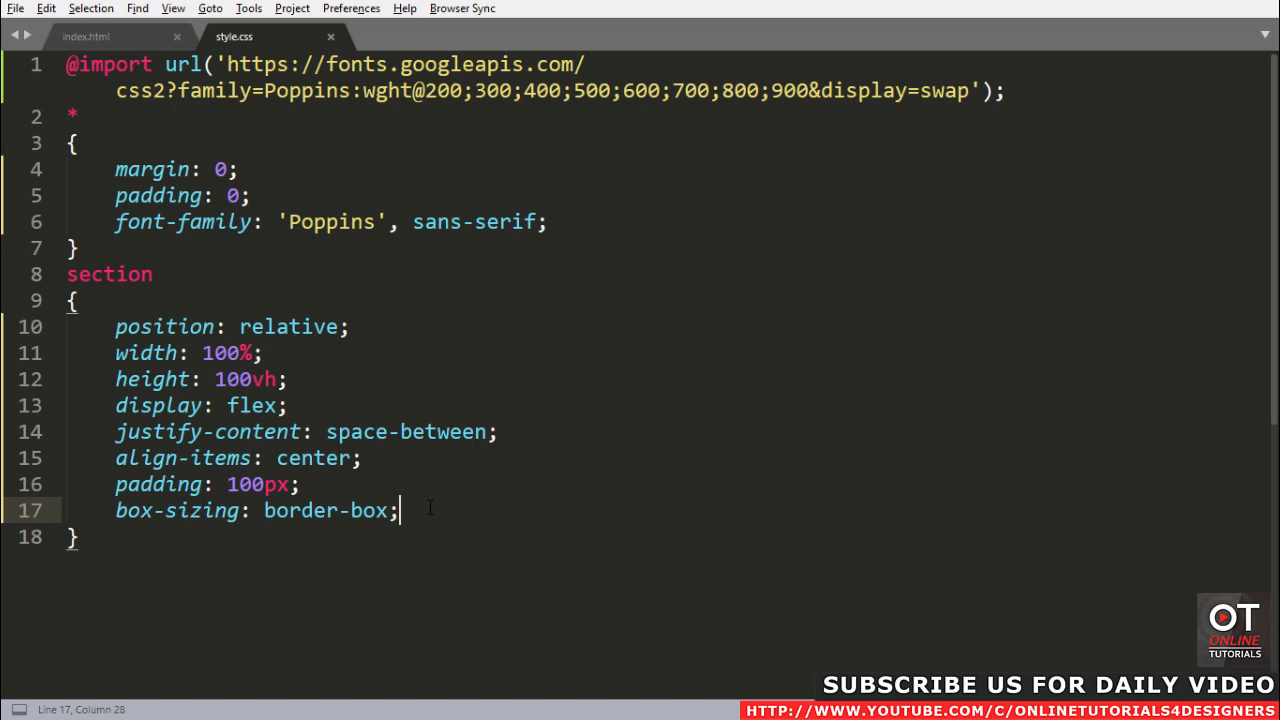 File Edit Selection Find View Goto Tools Project Preferences Help Browser Sync
index.html × style.css ×
1 @import url('https://fonts.googleapis.com/
css2?family=Poppins:wght@200;300;400;500;600;700;800;900&display=swap');
2 *
3 {
4 margin: 0;
5 padding: 0;
6 font-family: 'Poppins', sans-serif;
7 }
8 section
9 {
10 position: relative;
11 width: 100%;
12 height: 100vh;
13 display: flex;
14 justify-content: space-between;
15 align-items: center;
16 padding: 100px;
17 box-sizing: border-box;
18 }
OT
ONLINE
TUTORIALS
SUBSCRIBE US FOR DAILY VIDEO
Line 17, Column 28
HTTP://WWW.YOUTUBE.COM/C/ONLINETUTORIALS4DESIGNERS